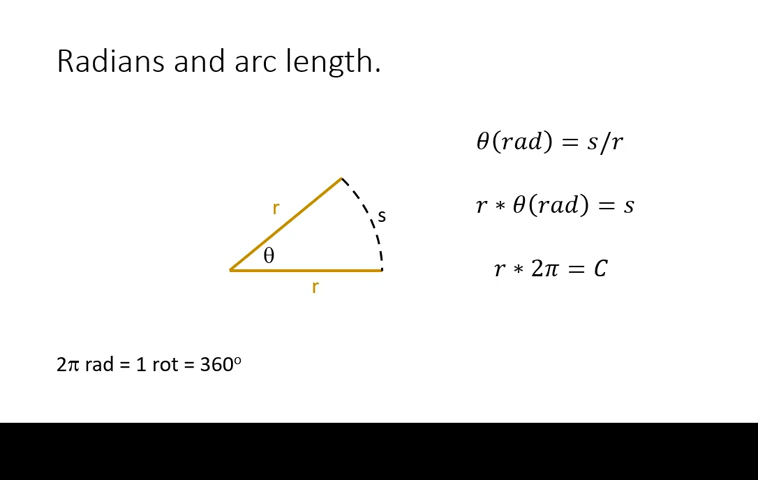 Radians and arc length.
θ(rad) = s/r
r
s
r ∗ θ(rad) = s
θ
r ∗ 2π = C
r
2π rad = 1 rot = 360°